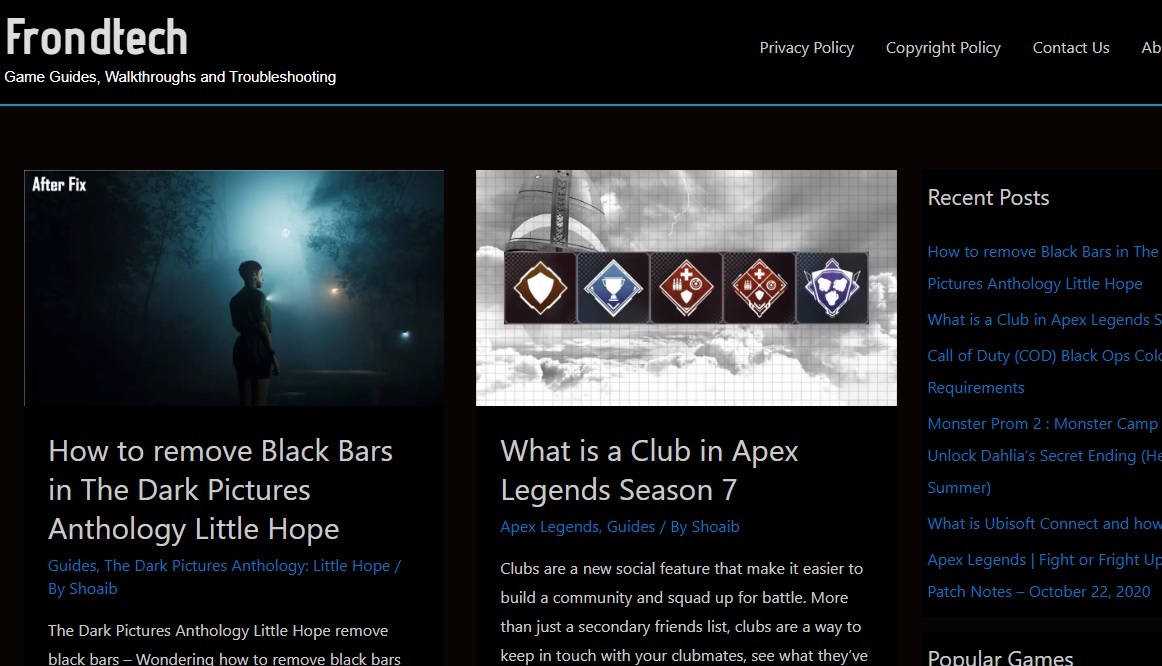 Frondtech
Game Guides, Walkthroughs and Troubleshooting
Privacy Policy
Copyright Policy
Contact Us
Ab
After Fix
How to remove Black Bars
in The Dark Pictures
Anthology Little Hope
Guides, The Dark Pictures Anthology: Little Hope /
By Shoaib
The Dark Pictures Anthology Little Hope remove
black bars – Wondering how to remove black bars
What is a Club in Apex
Legends Season 7
Apex Legends, Guides / By Shoaib
Clubs are a new social feature that make it easier to
build a community and squad up for battle. More
than just a secondary friends list, clubs are a way to
keep in touch with your clubmates, see what they've
Recent Posts
How to remove Black Bars in The
Pictures Anthology Little Hope
What is a Club in Apex Legends S
Call of Duty (COD) Black Ops Col
Requirements
Monster Prom 2 : Monster Camp
Unlock Dahlia's Secret Ending (He
Summer)
What is Ubisoft Connect and how
Apex Legends | Fight or Fright Up
Patch Notes – October 22, 2020
Popular Games